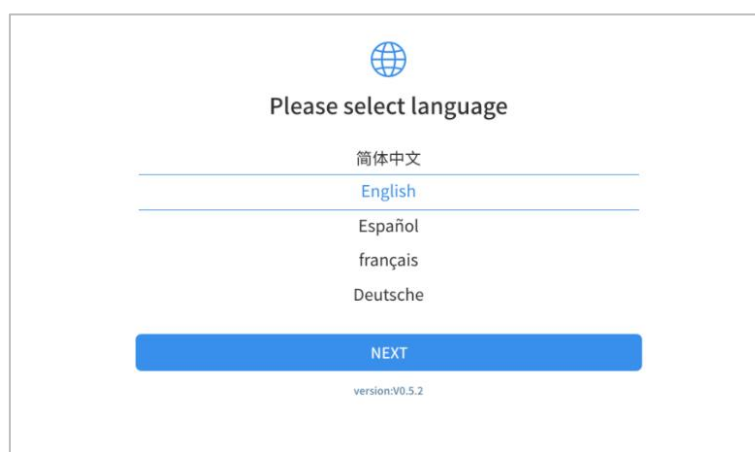 Please select language
简体中文
English
Español
français
Deutsche
NEXT
version:V0.5.2